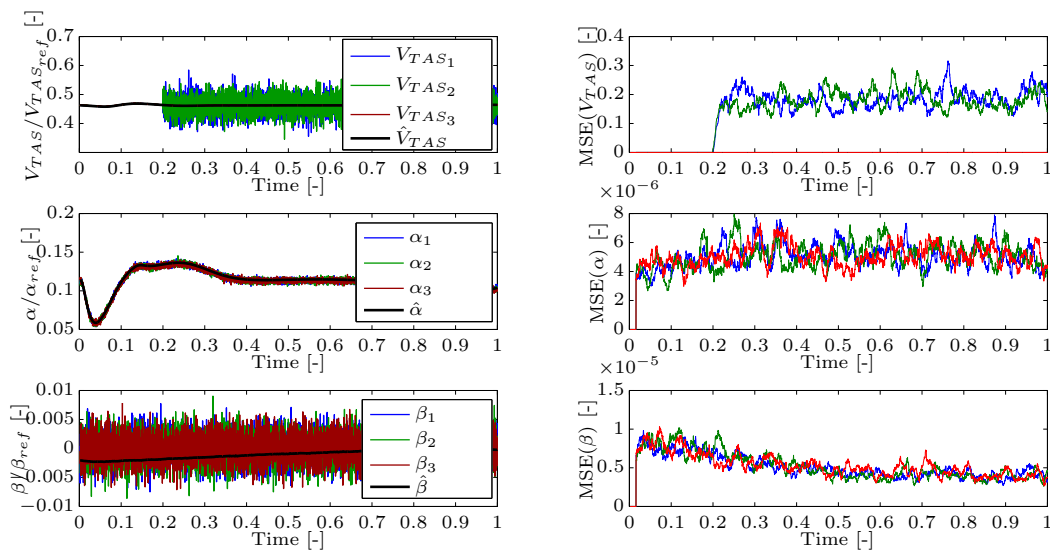 V_TAS/V_TAS_ref [-]
0.7
0.6
0.5
0.4
V_TAS_1
V_TAS_2
V_TAS_3
V̂_TAS
0 0.1 0.2 0.3 0.4 0.5 0.6 0.7 0.8 0.9 1
Time [-]
MSE(V_TAS) [-]
0.4
0.3
0.2
0.1
0
0 0.1 0.2 0.3 0.4 0.5 0.6 0.7 0.8 0.9 1
Time [-]
α/α_ref [-]
0.2
0.15
0.1
0.05
α_1
α_2
α_3
α̂
0 0.1 0.2 0.3 0.4 0.5 0.6 0.7 0.8 0.9 1
Time [-]
×10^−6
MSE(α) [-]
8
6
4
2
0
0 0.1 0.2 0.3 0.4 0.5 0.6 0.7 0.8 0.9 1
Time [-]
β/β_ref [-]
0.01
0.005
0
−0.005
−0.01
β_1
β_2
β_3
β̂
0 0.1 0.2 0.3 0.4 0.5 0.6 0.7 0.8 0.9 1
Time [-]
×10^−5
MSE(β) [-]
1.5
1
0.5
0
0 0.1 0.2 0.3 0.4 0.5 0.6 0.7 0.8 0.9 1
Time [-]